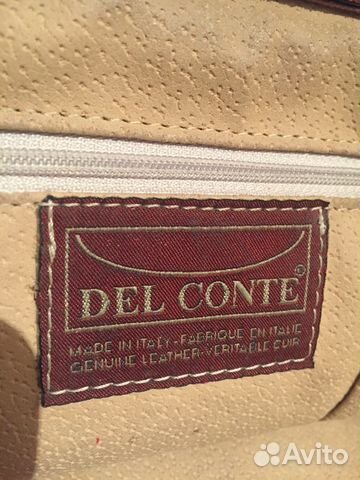 DEL CONTE®
MADE IN ITALY-FABRIQUE EN ITALIE
GENUINE LEATHER-VERITABLE CUIR
Avito